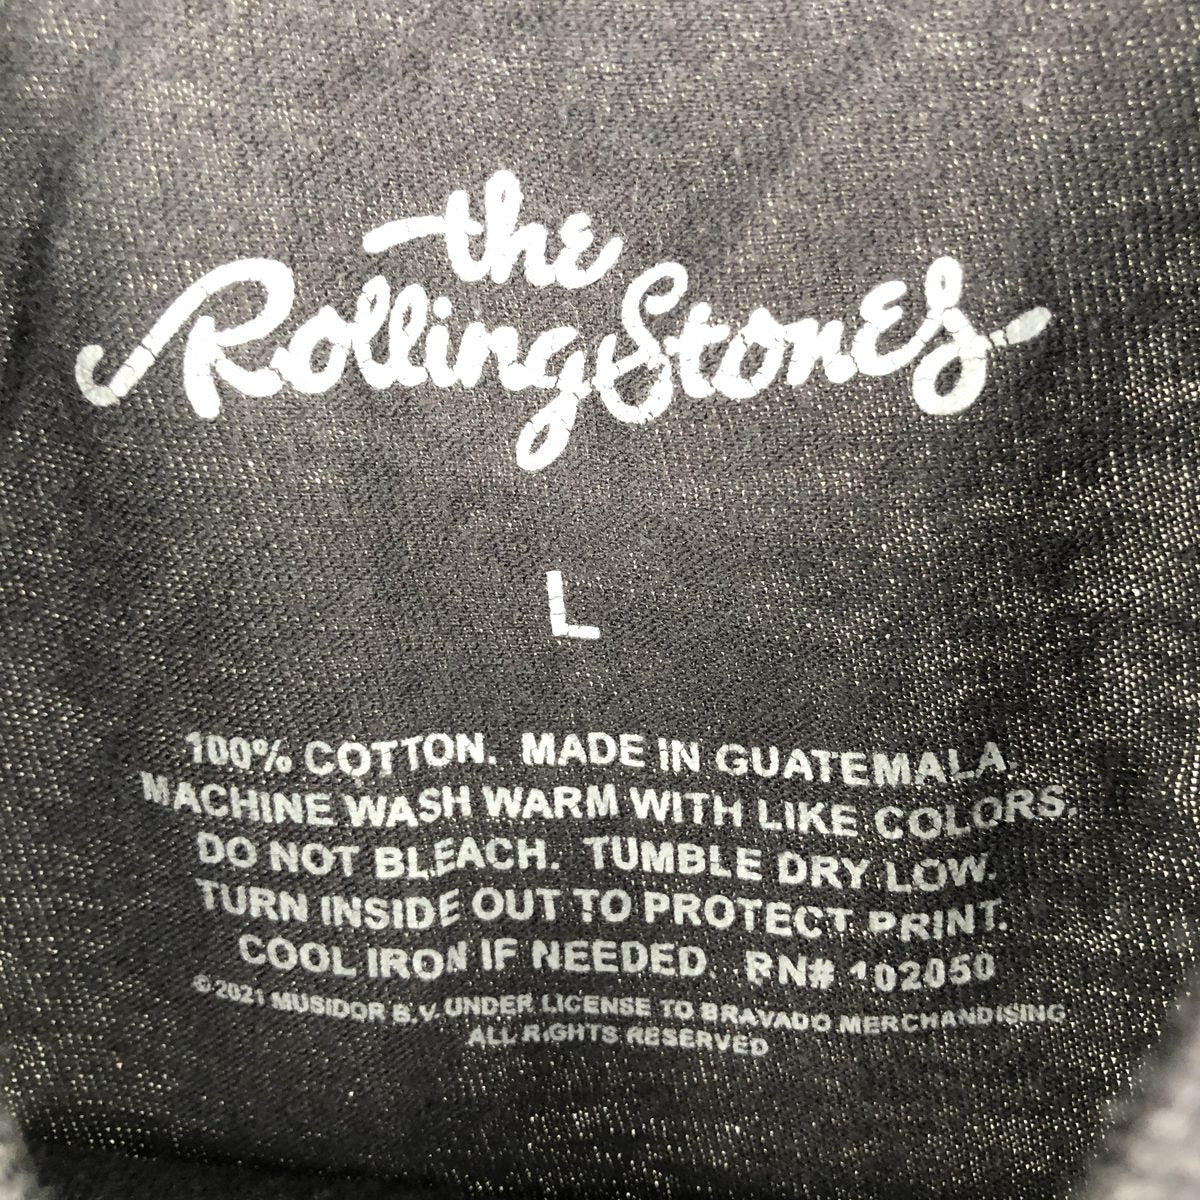 the
Rolling Stones
L
100% COTTON. MADE IN GUATEMALA.
MACHINE WASH WARM WITH LIKE COLORS.
DO NOT BLEACH. TUMBLE DRY LOW.
TURN INSIDE OUT TO PROTECT PRINT.
COOL IRON IF NEEDED. RN# 102050
© 2021 MUSIDOR B.V. UNDER LICENSE TO BRAVADO MERCHANDISING
ALL RIGHTS RESERVED